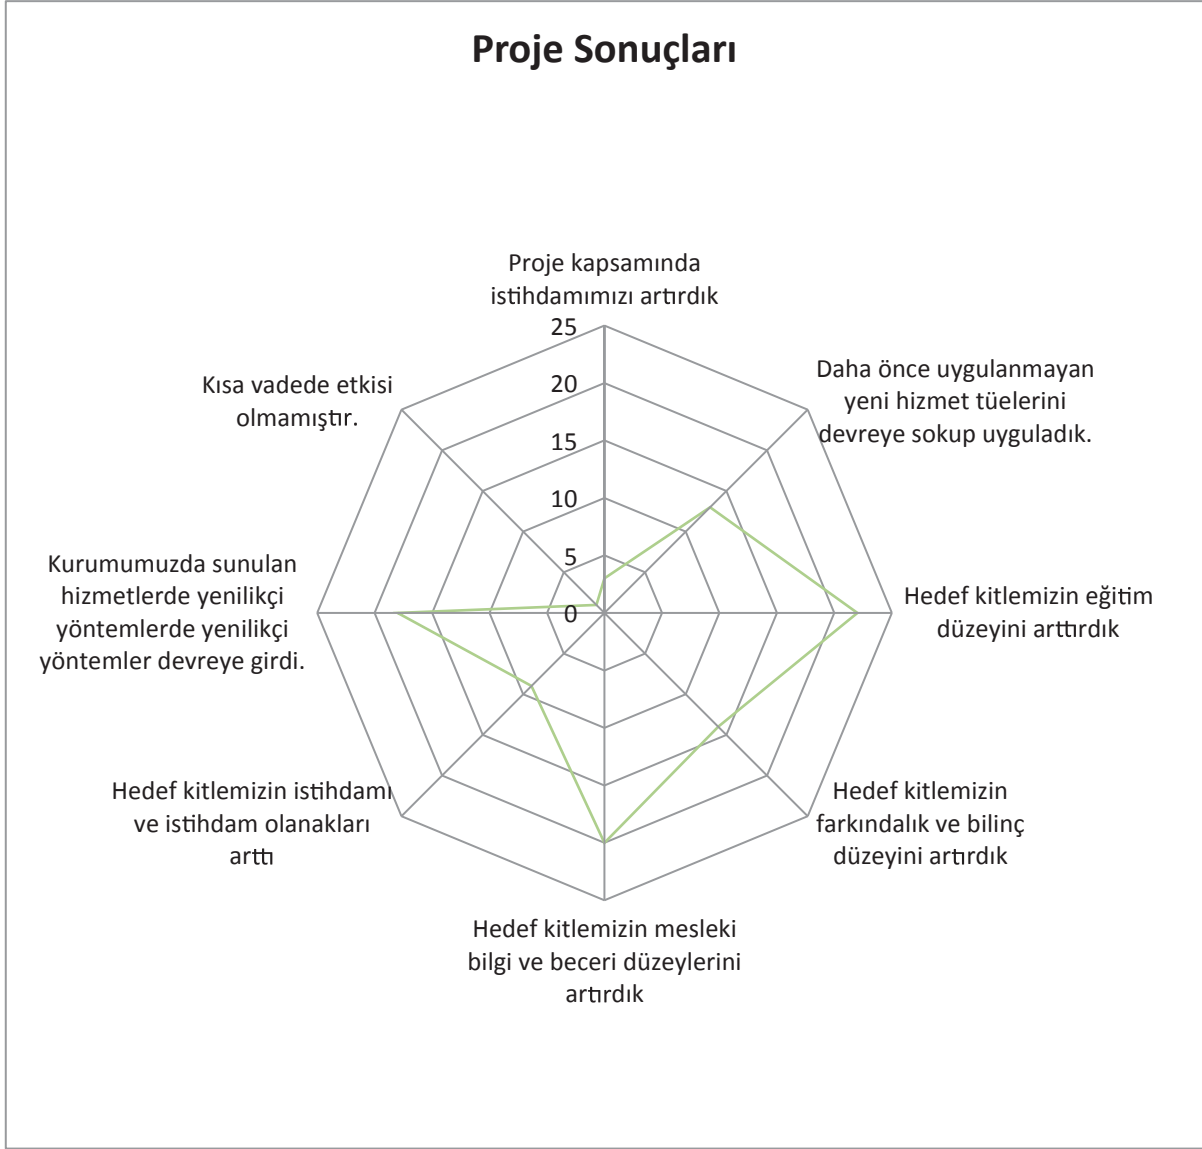 Proje Sonuçları
Proje kapsamında
istihdamımızı artırdık
25
20
15
10
5
0
Daha önce uygulanmayan
yeni hizmet tüelerini
devreye sokup uyguladık.
Hedef kitlemizin eğitim
düzeyini arttırdık
Hedef kitlemizin
farkındalık ve bilinç
düzeyini artırdık
Hedef kitlemizin mesleki
bilgi ve beceri düzeylerini
artırdık
Hedef kitlemizin istihdamı
ve istihdam olanakları
arttı
Kurumumuzda sunulan
hizmetlerde yenilikçi
yöntemlerde yenilikçi
yöntemler devreye girdi.
Kısa vadede etkisi
olmamıştır.